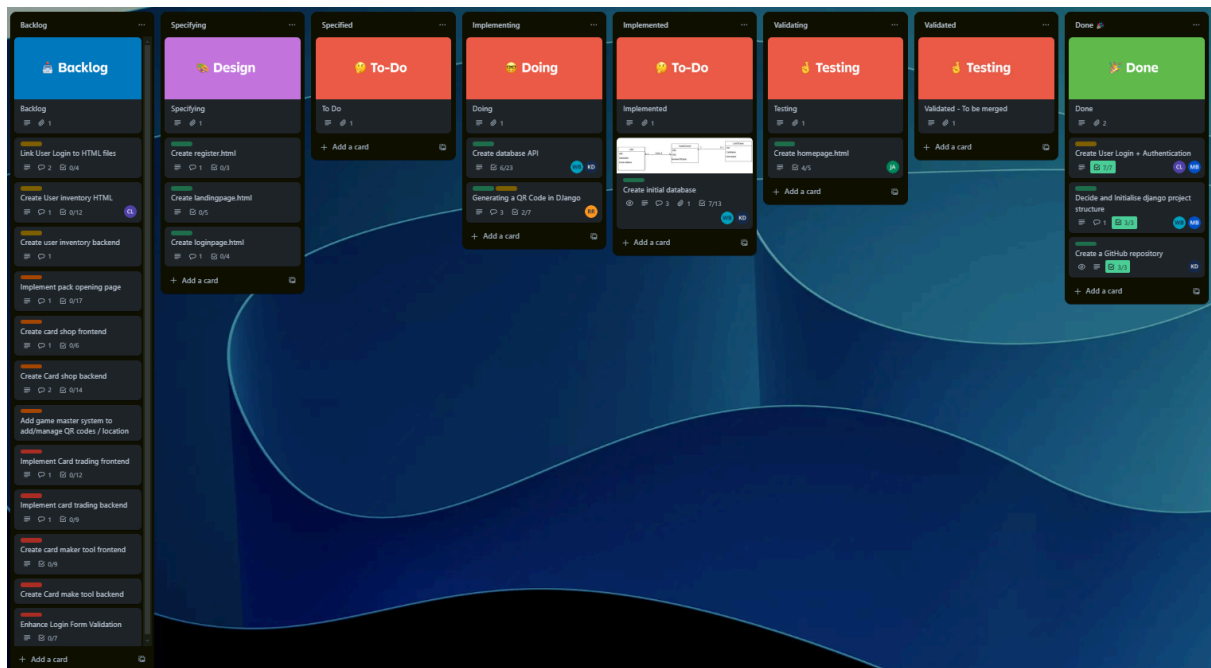 Backlog
Backlog
Backlog
1
Link User Login to HTML files
2 0/4
Create User inventory HTML
1 0/12 CL
Create user inventory backend
1
Implement pack opening page
1 0/17
Create card shop frontend
1 0/6
Create Card shop backend
2 0/14
Add game master system to
add/manage QR codes / location
Implement Card trading frontend
1 0/12
Implement card trading backend
1 0/9
Create card maker tool frontend
0/9
Create Card make tool backend
Enhance Login Form Validation
0/7
+ Add a card
Specifying
Design
Specifying
1
Create register.html
1 0/3
Create landingpage.html
0/5
Create loginpage.html
1 0/4
+ Add a card
Specified
To-Do
To Do
1
+ Add a card
Implementing
Doing
Doing
1
Create database API
6/23 WB KD
Generating a QR Code in DJango
3 2/7 BB
+ Add a card
Implemented
To-Do
Implemented
1
Create initial database
3 1 7/13
WB KD
+ Add a card
Validating
Testing
Testing
1
Create homepage.html
4/5 JA
+ Add a card
Validated
Testing
Validated - To be merged
1
+ Add a card
Done
Done
Done
2
Create User Login + Authentication
7/7 CL MB
Decide and Initialise django project
structure
1 3/3 WB MB
Create a GitHub repository
3/3 KD
+ Add a card